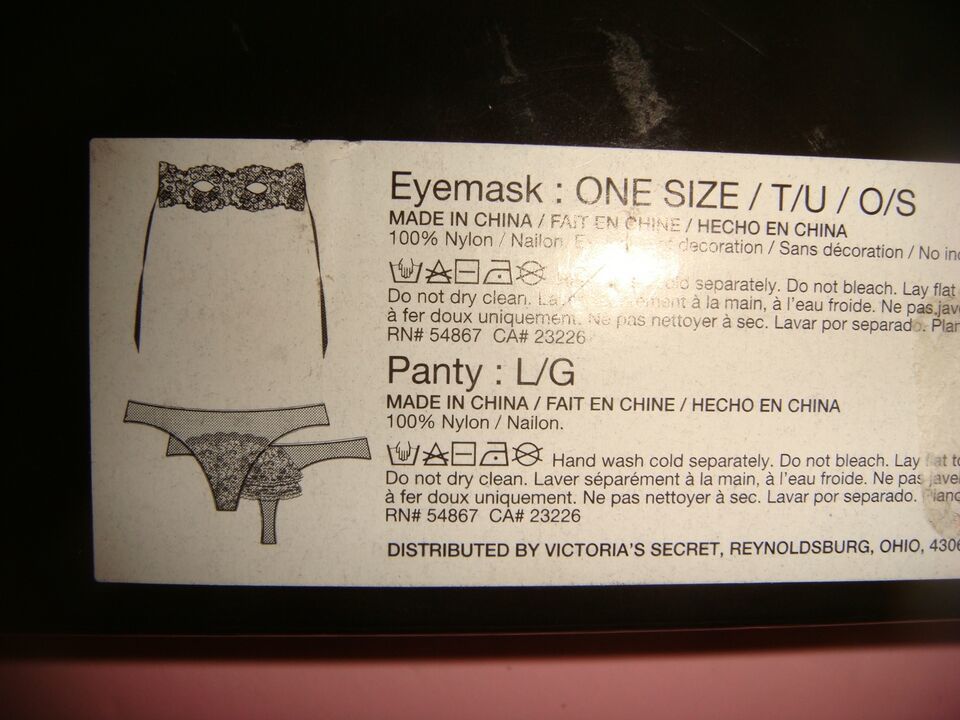 Eyemask : ONE SIZE / T/U / O/S
MADE IN CHINA / FAIT EN CHINE / HECHO EN CHINA
100% Nylon / Nailon decoration / Sans décoration / No
separately. Do not bleach. Lay flat
Do not dry clean. à la main, à l'eau froide. Ne pas
à fer doux uniquement. Ne pas nettoyer à sec. Lavar por separado.
RN# 54867 CA# 23226
Panty : L/G
MADE IN CHINA / FAIT EN CHINE / HECHO EN CHINA
100% Nylon / Nailon.
Hand wash cold separately. Do not bleach. Lay flat
Do not dry clean. Laver séparément à la main, à l'eau froide. Ne pas
à fer doux uniquement. Ne pas nettoyer à sec. Lavar por separado.
RN# 54867 CA# 23226
DISTRIBUTED BY VICTORIA'S SECRET, REYNOLDSBURG, OHIO,